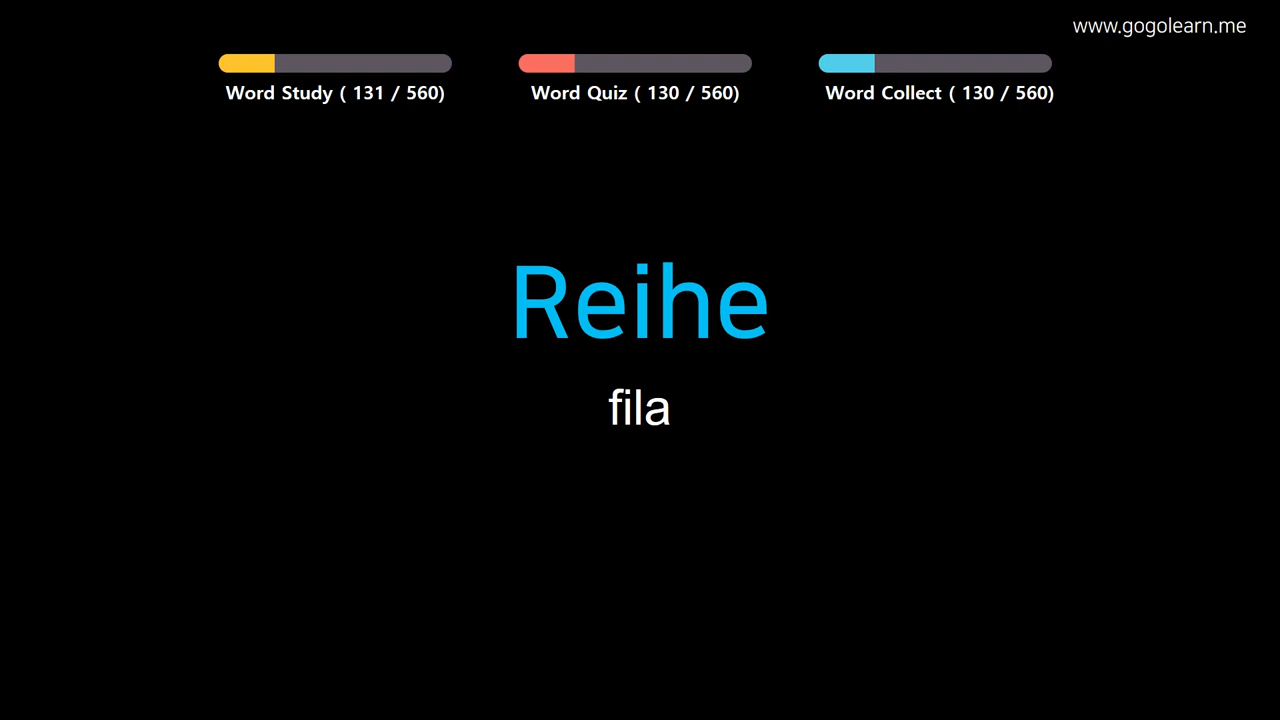 www.gogolearn.me
Word Study ( 131 / 560)
Word Quiz ( 130 / 560)
Word Collect ( 130 / 560)
Reihe
fila